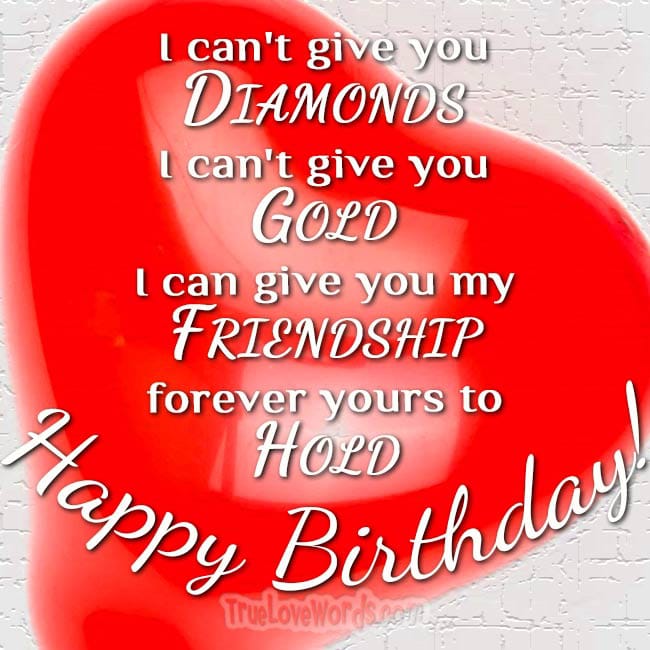 I can't give you
DIAMONDS
I can't give you
GOLD
I can give you my
FRIENDSHIP
forever yours to
HOLD
Happy Birthday!
TrueLoveWords.com